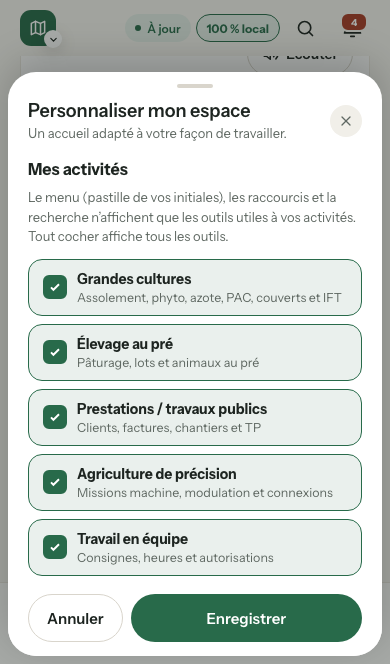 À jour
100 % local
4
Écouter
Personnaliser mon espace
Un accueil adapté à votre façon de travailler.
Mes activités
Le menu (pastille de vos initiales), les raccourcis et la
recherche n'affichent que les outils utiles à vos activités.
Tout cocher affiche tous les outils.
Grandes cultures
Assolement, phyto, azote, PAC, couverts et IFT
Élevage au pré
Pâturage, lots et animaux au pré
Prestations / travaux publics
Clients, factures, chantiers et TP
Agriculture de précision
Missions machine, modulation et connexions
Travail en équipe
Consignes, heures et autorisations
Annuler
Enregistrer